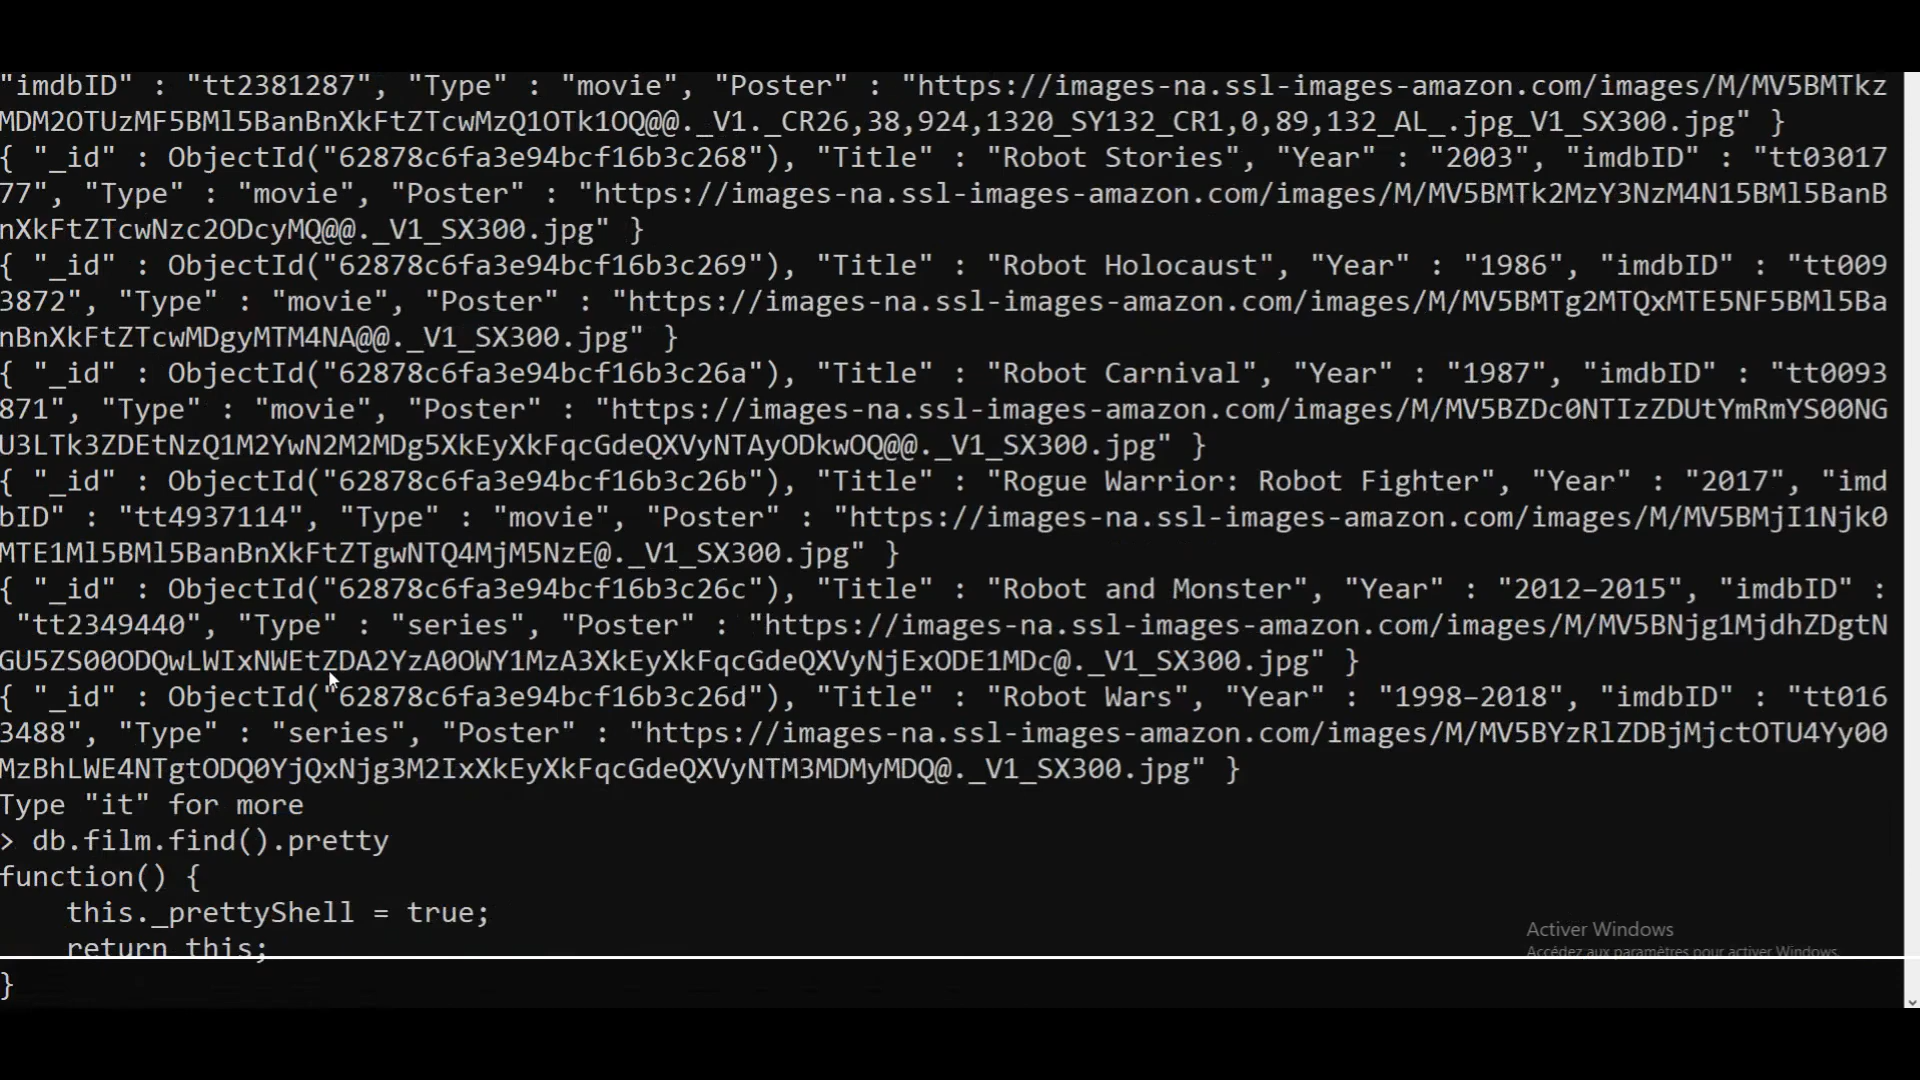 "imdbID" : "tt2381287", "Type" : "movie", "Poster" : "https://images-na.ssl-images-amazon.com/images/M/MV5BMTkz
MDM2OTUzMF5BMl5BanBnXkFtZTcwMzQ1OTk1OQ@@._V1._CR26,38,924,1320_SY132_CR1,0,89,132_AL_.jpg_V1_SX300.jpg" }
{ "_id" : ObjectId("62878c6fa3e94bcf16b3c268"), "Title" : "Robot Stories", "Year" : "2003", "imdbID" : "tt03017
77", "Type" : "movie", "Poster" : "https://images-na.ssl-images-amazon.com/images/M/MV5BMTk2MzY3NzM4N15BMl5BanB
nXkFtZTcwNzc2ODcyMQ@@._V1_SX300.jpg" }
{ "_id" : ObjectId("62878c6fa3e94bcf16b3c269"), "Title" : "Robot Holocaust", "Year" : "1986", "imdbID" : "tt009
3872", "Type" : "movie", "Poster" : "https://images-na.ssl-images-amazon.com/images/M/MV5BMTg2MTQxMTE5NF5BMl5Ba
nBnXkFtZTcwMDgyMTM4NA@@._V1_SX300.jpg" }
{ "_id" : ObjectId("62878c6fa3e94bcf16b3c26a"), "Title" : "Robot Carnival", "Year" : "1987", "imdbID" : "tt0093
871", "Type" : "movie", "Poster" : "https://images-na.ssl-images-amazon.com/images/M/MV5BZDc0NTIzZDUtYmRmYS00NG
U3LTk3ZDEtNzQ1M2YwN2M2MDg5XkEyXkFqcGdeQXVyNTAyODkwOQ@@._V1_SX300.jpg" }
{ "_id" : ObjectId("62878c6fa3e94bcf16b3c26b"), "Title" : "Rogue Warrior: Robot Fighter", "Year" : "2017", "imd
bID" : "tt4937114", "Type" : "movie", "Poster" : "https://images-na.ssl-images-amazon.com/images/M/MV5BMjI1Njk0
MTE1Ml5BMl5BanBnXkFtZTgwNTQ4MjM5NzE@._V1_SX300.jpg" }
{ "_id" : ObjectId("62878c6fa3e94bcf16b3c26c"), "Title" : "Robot and Monster", "Year" : "2012–2015", "imdbID" :
"tt2349440", "Type" : "series", "Poster" : "https://images-na.ssl-images-amazon.com/images/M/MV5BNjg1MjdhZDgtN
GU5ZS00ODQwLWIxNWEtZDA2YzA0OWY1MzA3XkEyXkFqcGdeQXVyNjExODE1MDc@._V1_SX300.jpg" }
{ "_id" : ObjectId("62878c6fa3e94bcf16b3c26d"), "Title" : "Robot Wars", "Year" : "1998–2018", "imdbID" : "tt016
3488", "Type" : "series", "Poster" : "https://images-na.ssl-images-amazon.com/images/M/MV5BYzRlZDBjMjctOTU4Yy00
MzBhLWE4NTgtODQ0YjQxNjg3M2IxXkEyXkFqcGdeQXVyNTM3MDMyMDQ@._V1_SX300.jpg" }
Type "it" for more
> db.film.find().pretty
function() {
this._prettyShell = true;
return this;
}
Activer Windows
Accédez aux paramètres pour activer Windows.